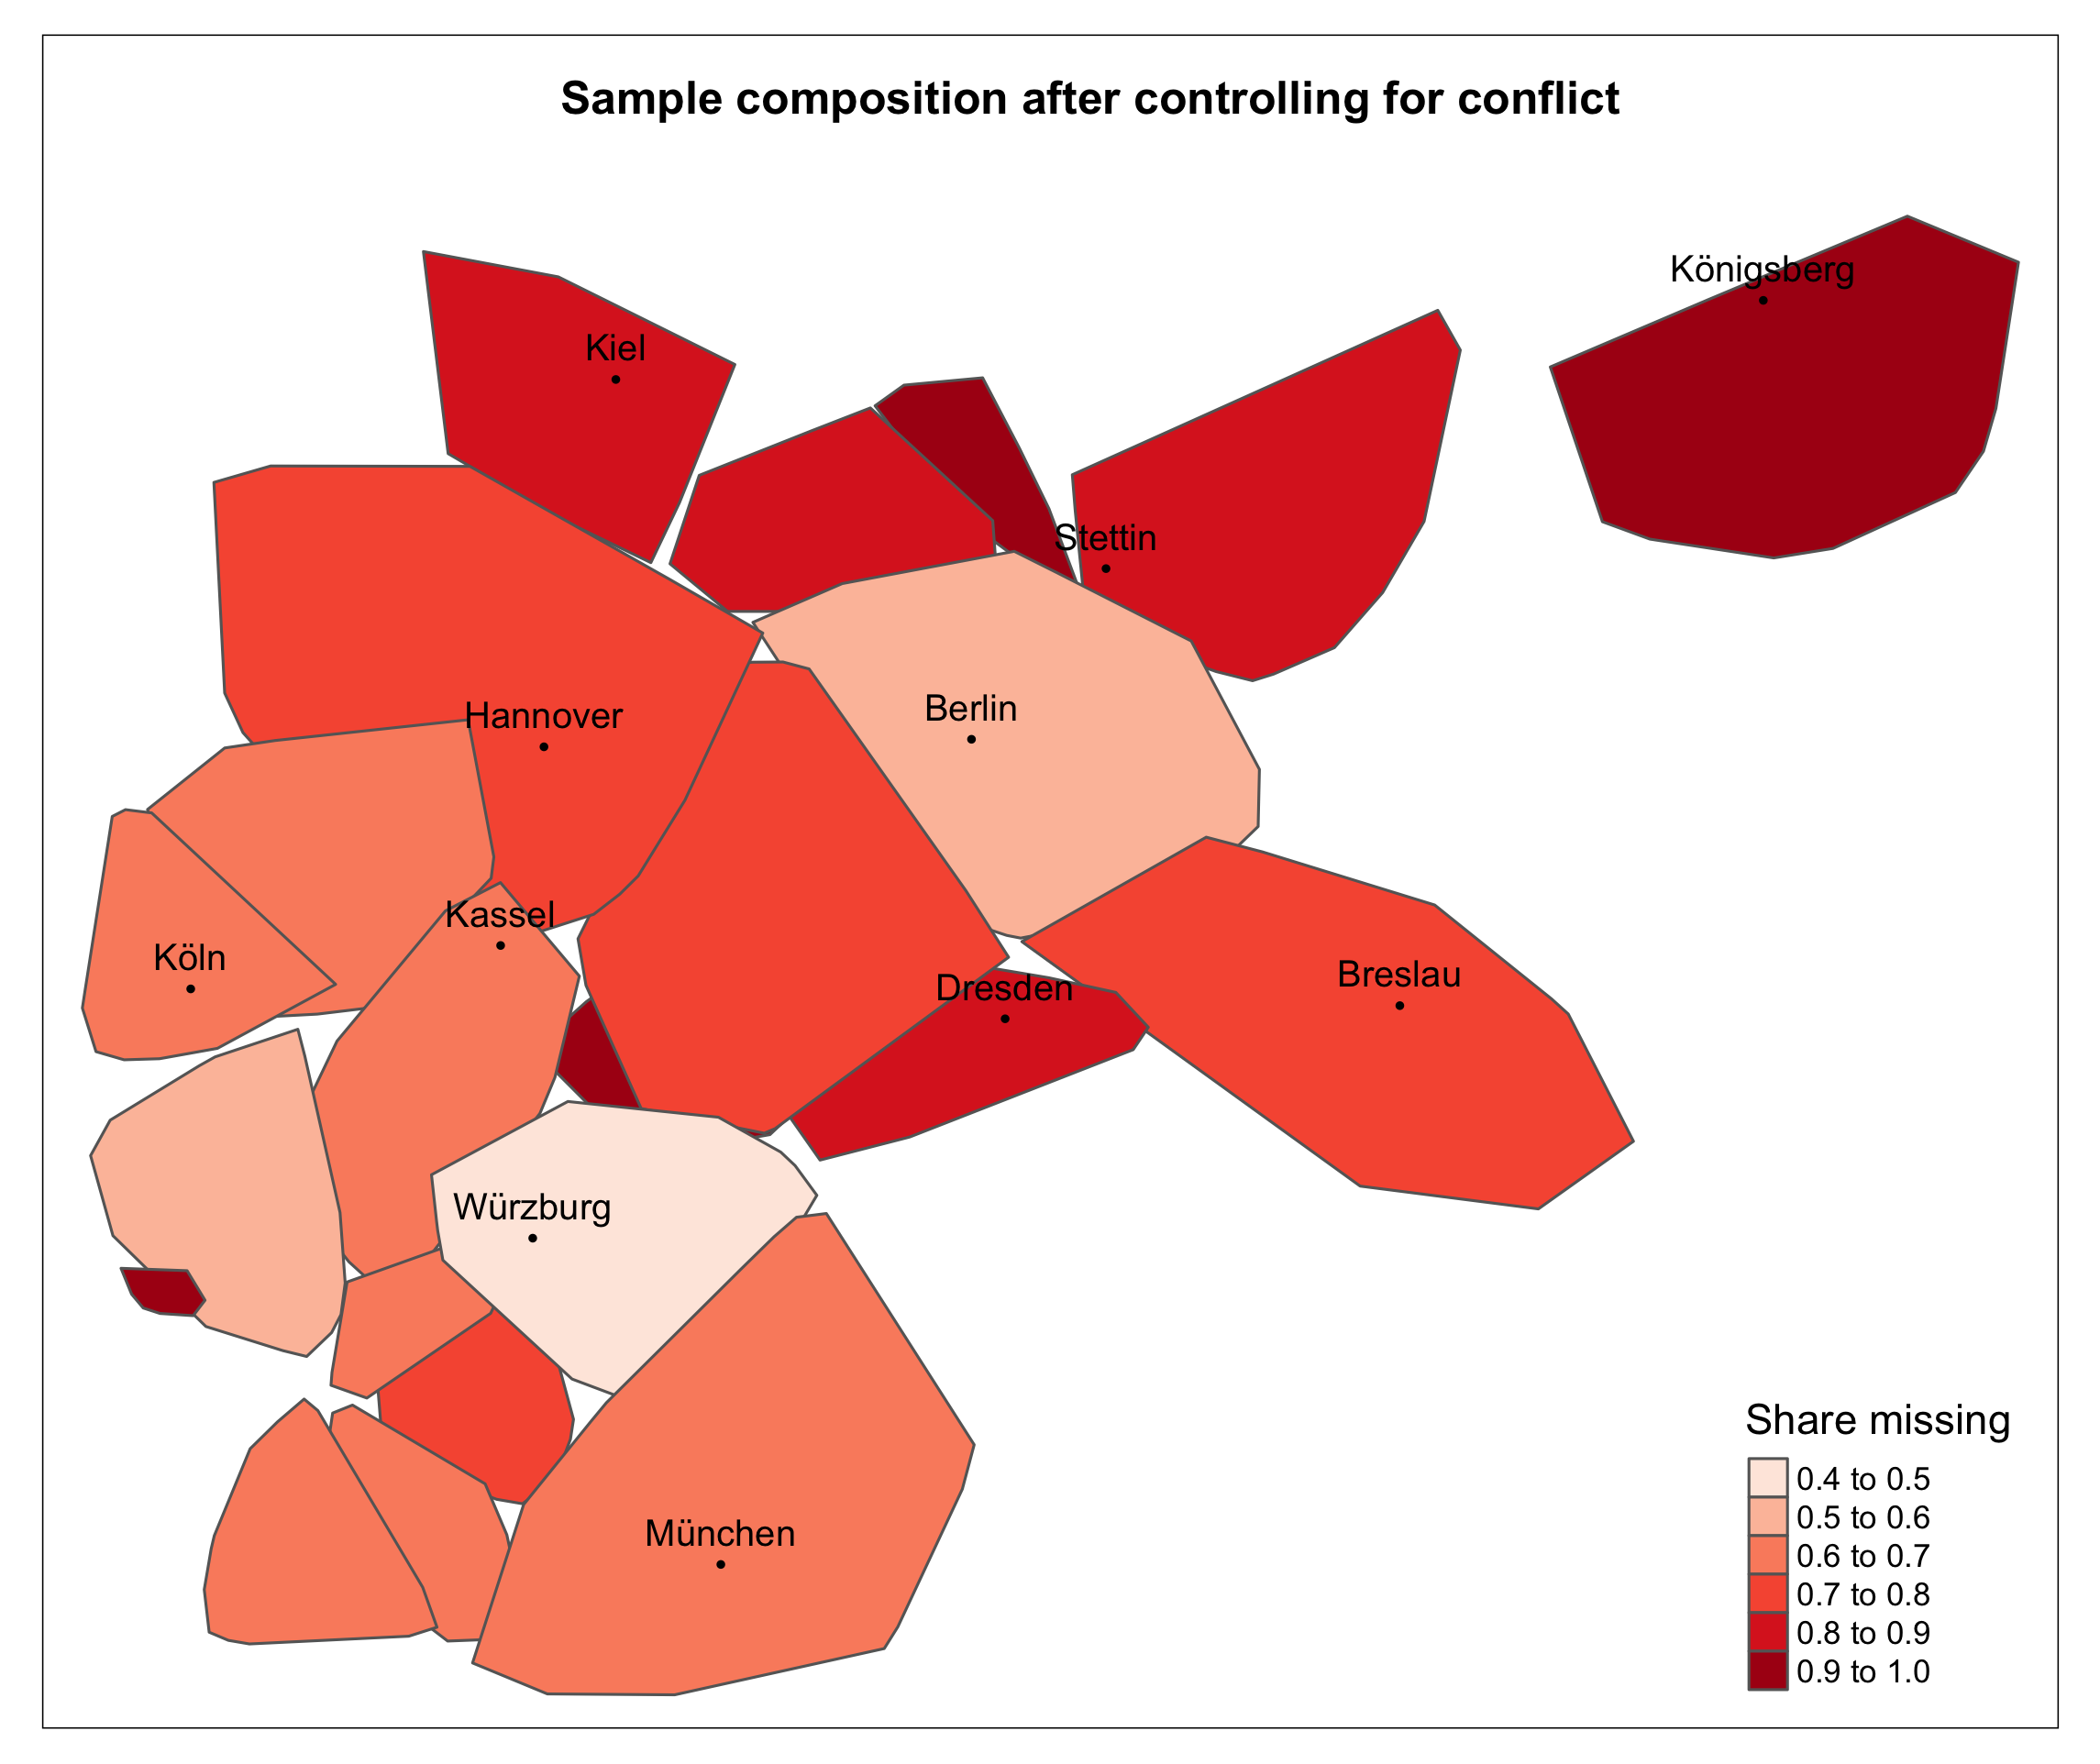 Sample composition after controlling for conflict
Königsberg
Kiel
Stettin
Berlin
Hannover
Kassel
Köln
Dresden
Breslau
Würzburg
München
Share missing
0.4 to 0.5
0.5 to 0.6
0.6 to 0.7
0.7 to 0.8
0.8 to 0.9
0.9 to 1.0